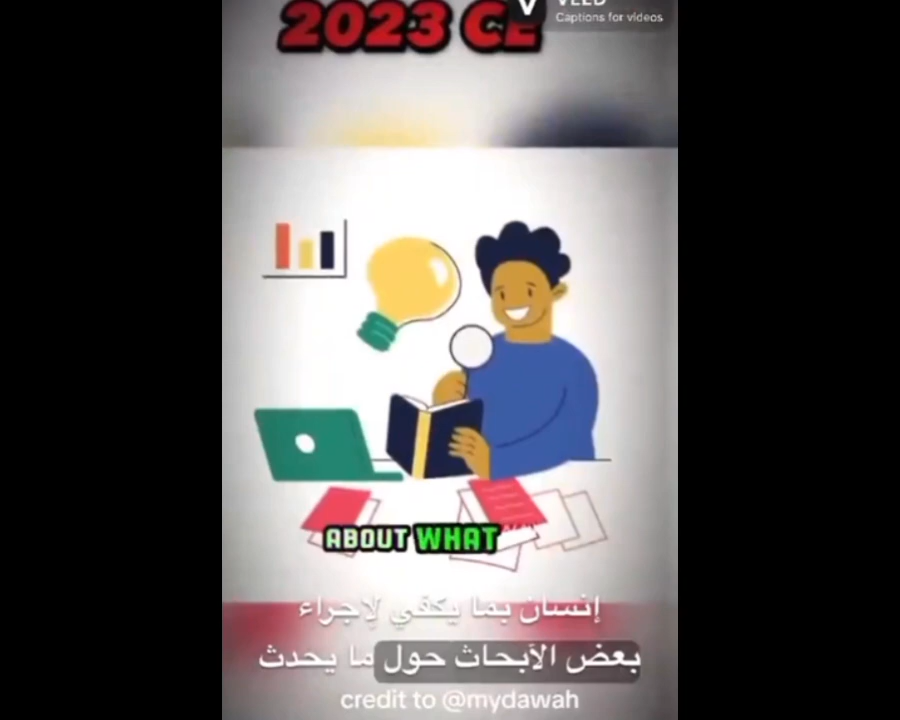 2023 CE
VEED
Captions for videos
ABOUT WHAT
إنسان بما يكفي لإجراء
بعض الأبحاث حول ما يحدث
credit to @mydawah